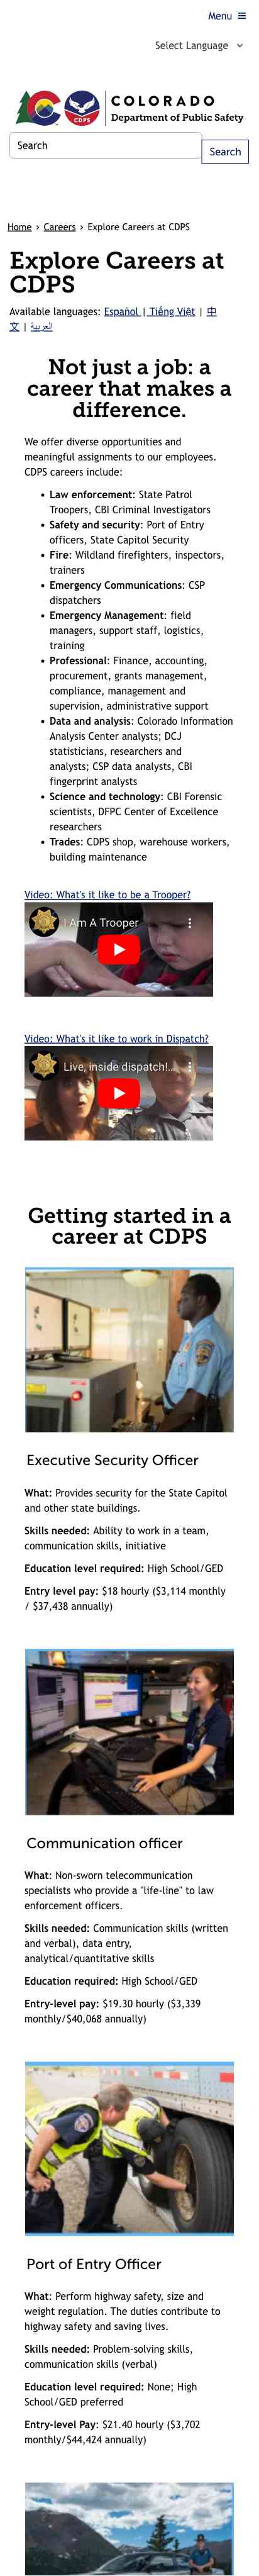 Menu
Select Language
CDPS
COLORADO
Department of Public Safety
Search
Search
Home › Careers › Explore Careers at CDPS
Explore Careers at
CDPS
Available languages: Español | Tiếng Việt | 中
文 | العربية
Not just a job: a
career that makes a
difference.
We offer diverse opportunities and
meaningful assignments to our employees.
CDPS careers include:
• Law enforcement: State Patrol
Troopers, CBI Criminal Investigators
• Safety and security: Port of Entry
officers, State Capitol Security
• Fire: Wildland firefighters, inspectors,
trainers
• Emergency Communications: CSP
dispatchers
• Emergency Management: field
managers, support staff, logistics,
training
• Professional: Finance, accounting,
procurement, grants management,
compliance, management and
supervision, administrative support
• Data and analysis: Colorado Information
Analysis Center analysts; DCJ
statisticians, researchers and
analysts; CSP data analysts, CBI
fingerprint analysts
• Science and technology: CBI Forensic
scientists, DFPC Center of Excellence
researchers
• Trades: CDPS shop, warehouse workers,
building maintenance
Video: What's it like to be a Trooper?
I Am A Trooper
Video: What's it like to work in Dispatch?
Live, inside dispatch!...
Getting started in a
career at CDPS
Executive Security Officer
What: Provides security for the State Capitol
and other state buildings.
Skills needed: Ability to work in a team,
communication skills, initiative
Education level required: High School/GED
Entry level pay: $18 hourly ($3,114 monthly
/ $37,438 annually)
Communication officer
What: Non-sworn telecommunication
specialists who provide a "life-line" to law
enforcement officers.
Skills needed: Communication skills (written
and verbal), data entry,
analytical/quantitative skills
Education required: High School/GED
Entry-level pay: $19.30 hourly ($3,339
monthly/$40,068 annually)
Port of Entry Officer
What: Perform highway safety, size and
weight regulation. The duties contribute to
highway safety and saving lives.
Skills needed: Problem-solving skills,
communication skills (verbal)
Education level required: None; High
School/GED preferred
Entry-level Pay: $21.40 hourly ($3,702
monthly/$44,424 annually)